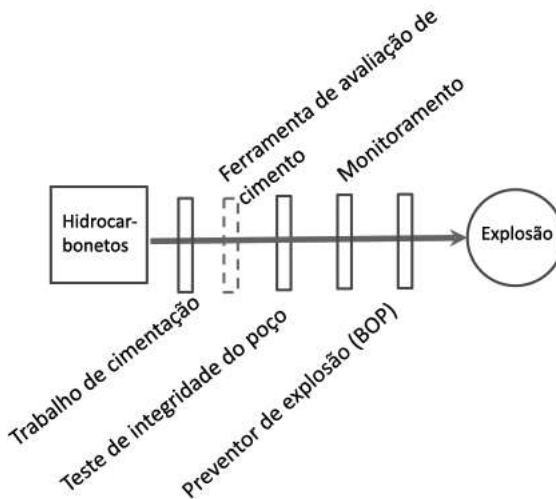 Hidrocar-
bonetos
Trabalho de cimentação
Ferramenta de avaliação de
cimento
Teste de integridade do poço
Monitoramento
Preventor de explosão (BOP)
Explosão